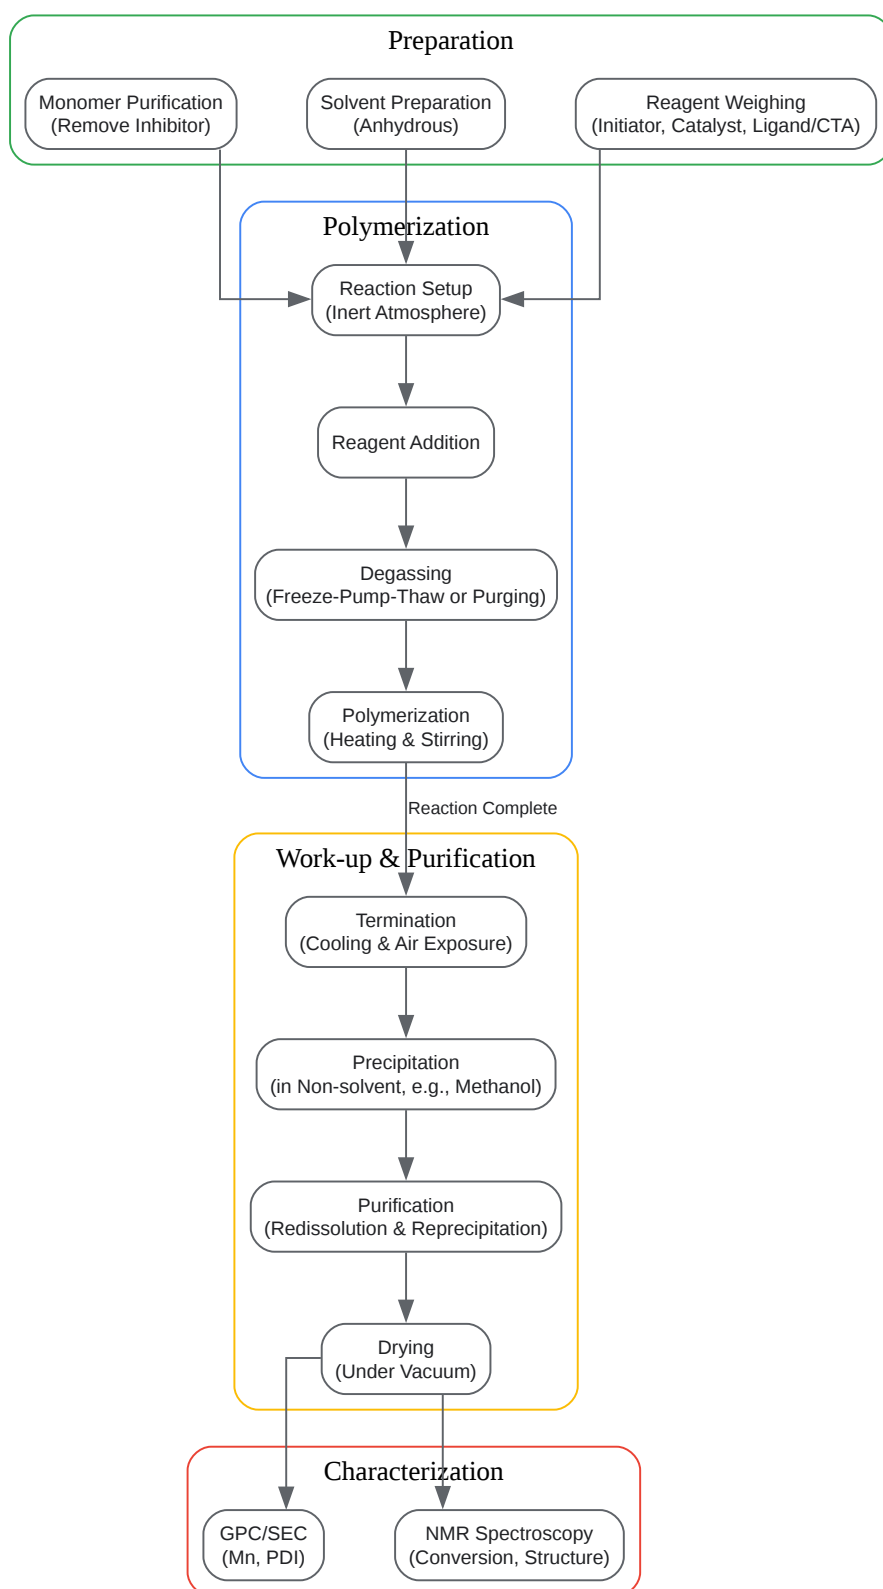 Preparation
Monomer Purification
(Remove Inhibitor)
Solvent Preparation
(Anhydrous)
Reagent Weighing
(Initiator, Catalyst, Ligand/CTA)
Polymerization
Reaction Setup
(Inert Atmosphere)
Reagent Addition
Degassing
(Freeze-Pump-Thaw or Purging)
Polymerization
(Heating & Stirring)
Reaction Complete
Work-up & Purification
Termination
(Cooling & Air Exposure)
Precipitation
(in Non-solvent, e.g., Methanol)
Purification
(Redissolution & Reprecipitation)
Drying
(Under Vacuum)
Characterization
GPC/SEC
(Mn, PDI)
NMR Spectroscopy
(Conversion, Structure)